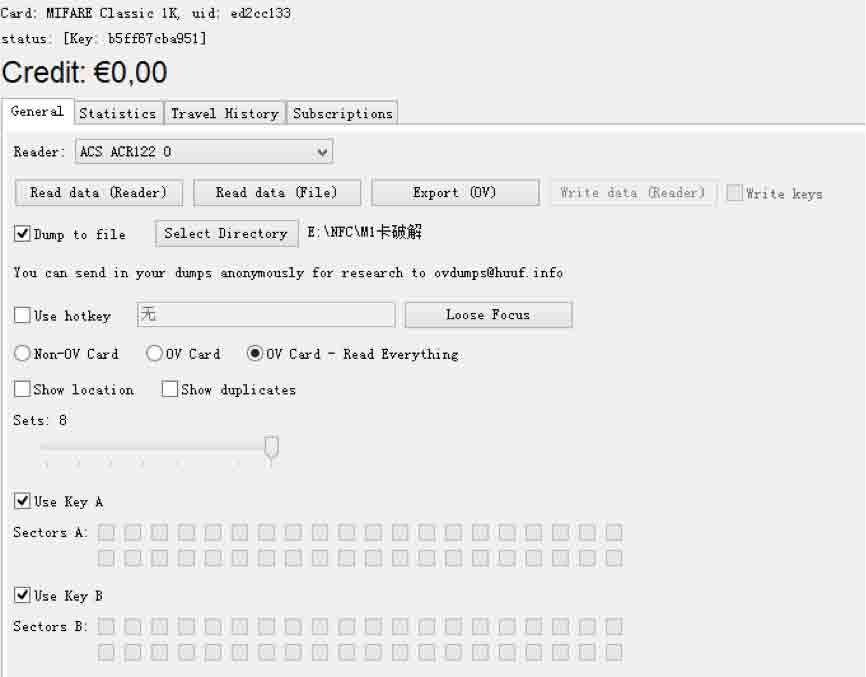 Card: MIFARE Classic 1K, uid: ed2cc133
status: [Key: b5ff67cba951]
Credit: €0,00
General Statistics Travel History Subscriptions
Reader: ACS ACR122 0
Read data (Reader) Read data (File) Export (OV) Write data (Reader) Write keys
Dump to file Select Directory E:\NFC\M1卡破解
You can send in your dumps anonymously for research to ovdumps@huuf.info
Use hotkey 无 Loose Focus
Non-OV Card OV Card OV Card - Read Everything
Show location Show duplicates
Sets: 8
Use Key A
Sectors A:
Use Key B
Sectors B: